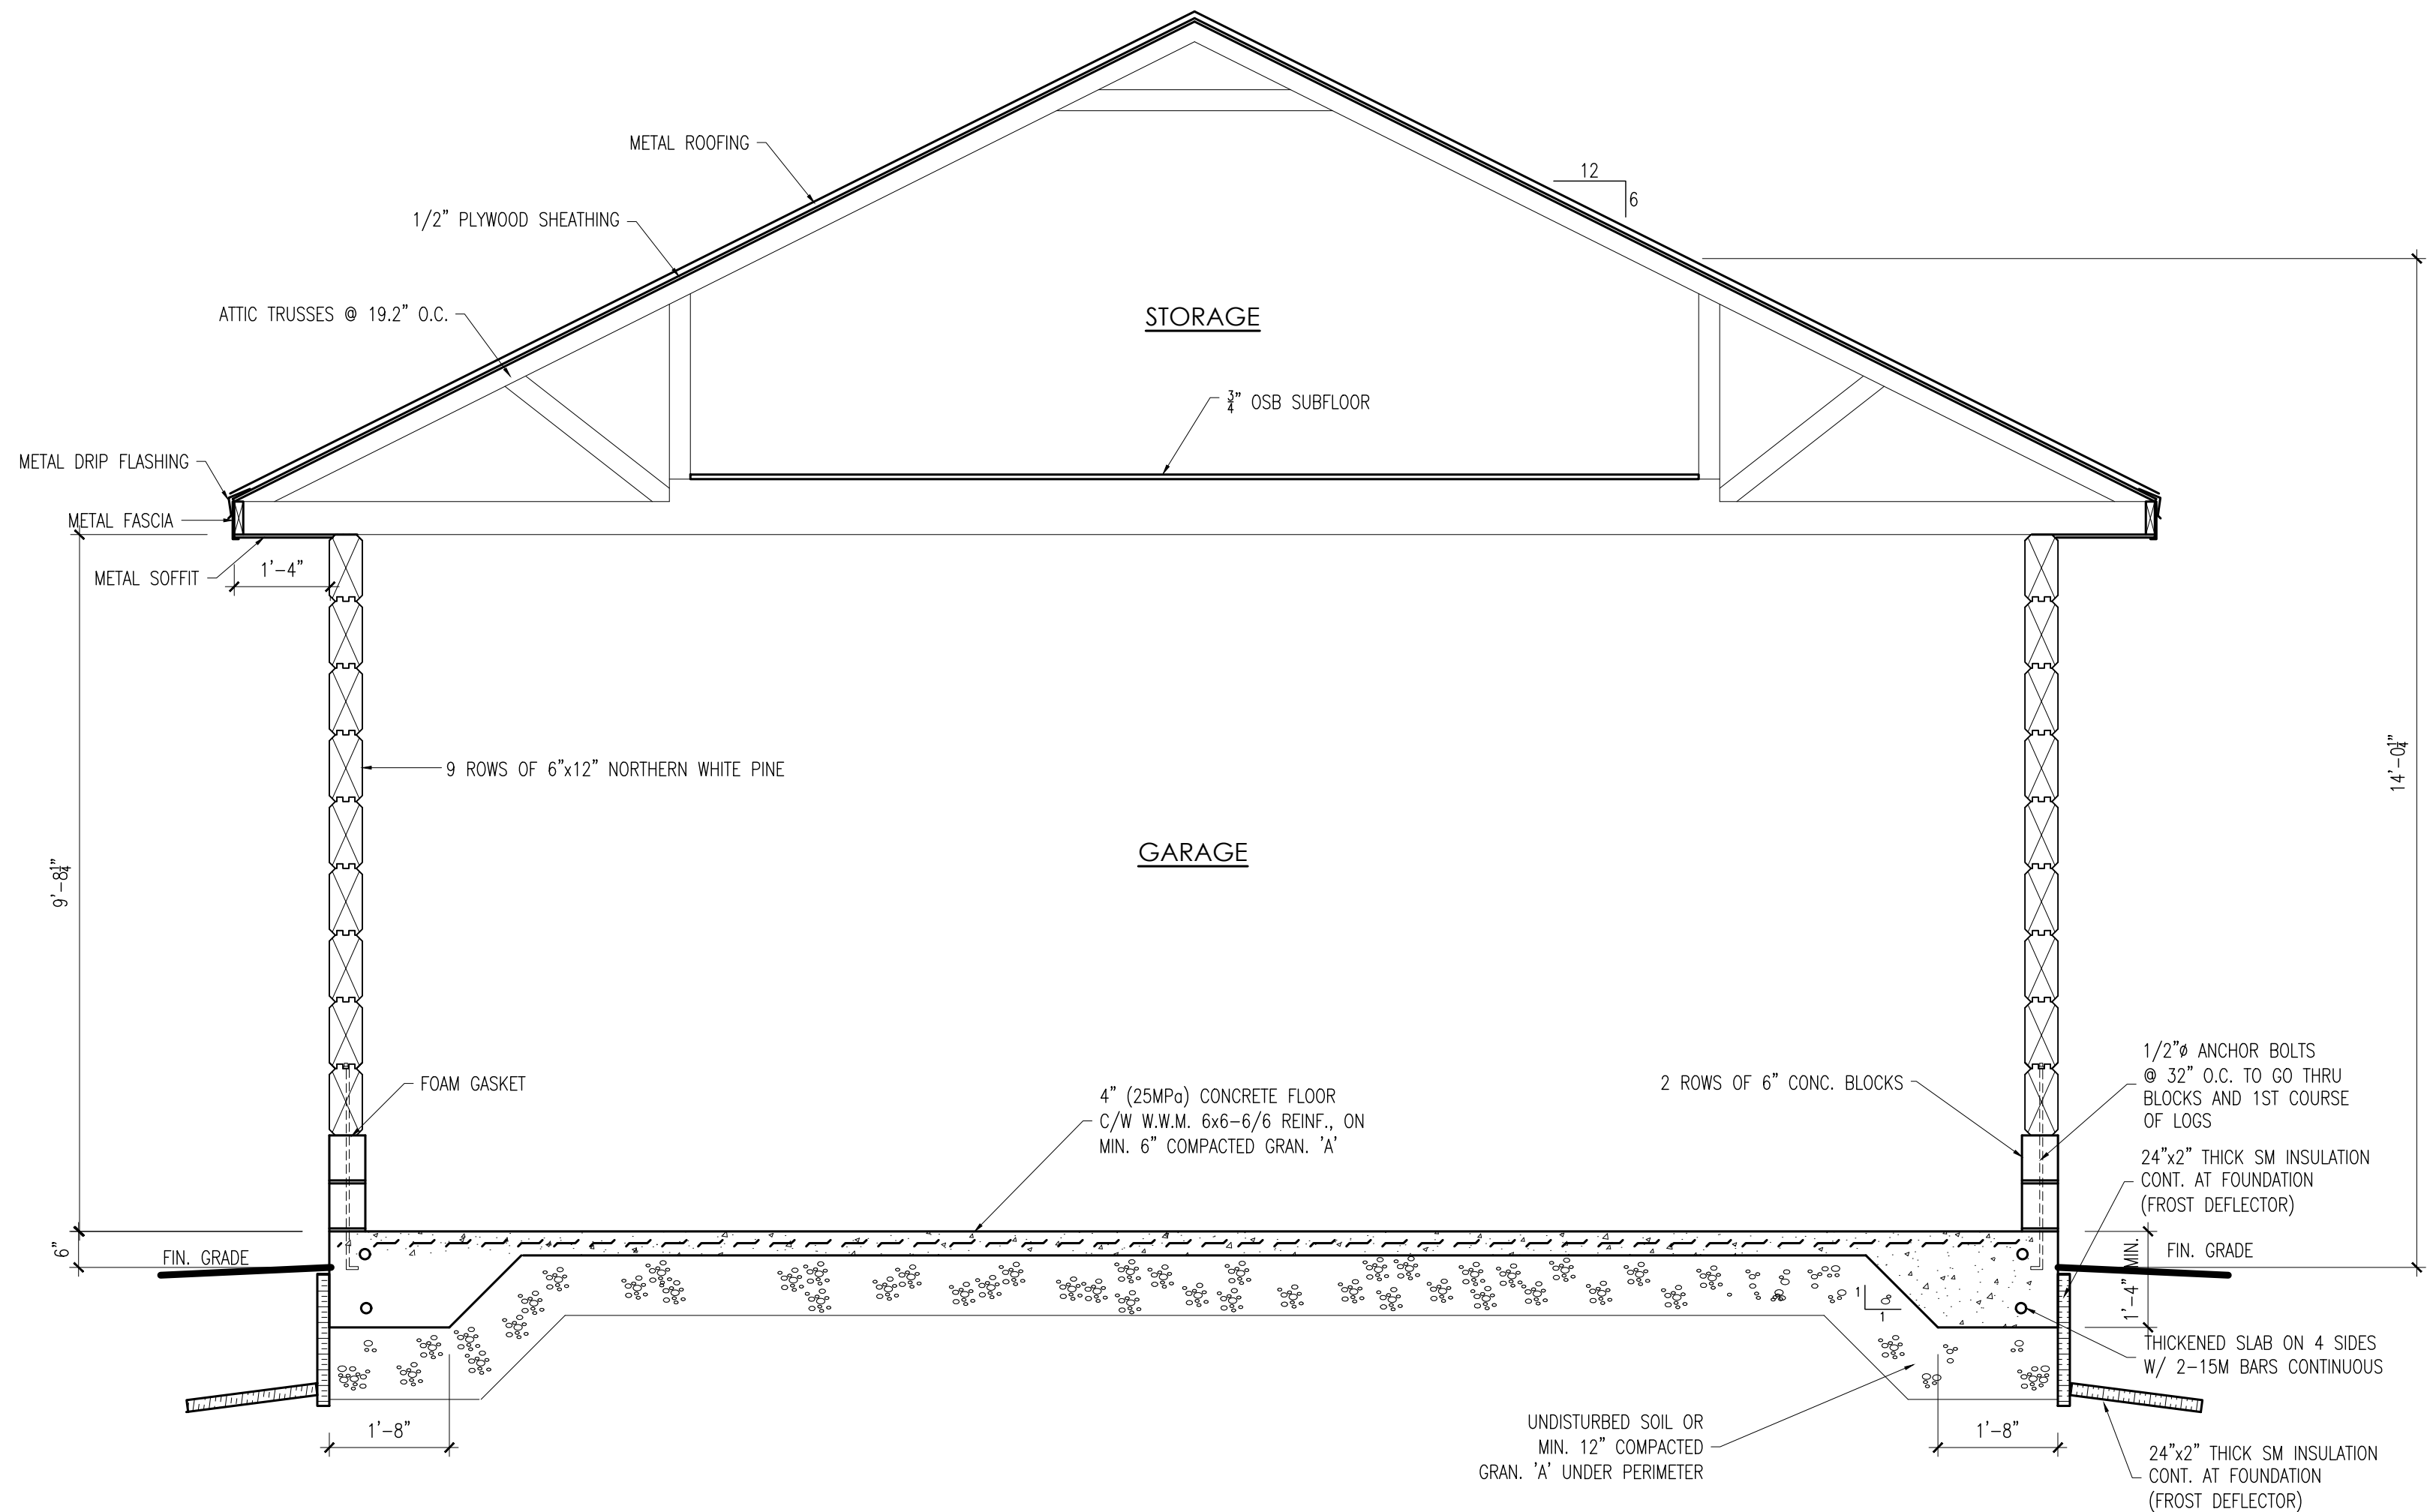 METAL ROOFING
12
6
1/2" PLYWOOD SHEATHING
ATTIC TRUSSES @ 19.2" O.C.
STORAGE
3/4" OSB SUBFLOOR
METAL DRIP FLASHING
METAL FASCIA
METAL SOFFIT
1'-4"
9 ROWS OF 6"x12" NORTHERN WHITE PINE
14'-0 1/4"
GARAGE
9'-8 1/4"
FOAM GASKET
4" (25MPa) CONCRETE FLOOR
C/W W.W.M. 6x6-6/6 REINF., ON
MIN. 6" COMPACTED GRAN. 'A'
2 ROWS OF 6" CONC. BLOCKS
1/2"ø ANCHOR BOLTS
@ 32" O.C. TO GO THRU
BLOCKS AND 1ST COURSE
OF LOGS
24"x2" THICK SM INSULATION
CONT. AT FOUNDATION
(FROST DEFLECTOR)
6"
FIN. GRADE
FIN. GRADE
1'-4" MIN.
1
1
THICKENED SLAB ON 4 SIDES
W/ 2-15M BARS CONTINUOUS
1'-8"
UNDISTURBED SOIL OR
MIN. 12" COMPACTED
GRAN. 'A' UNDER PERIMETER
1'-8"
24"x2" THICK SM INSULATION
CONT. AT FOUNDATION
(FROST DEFLECTOR)